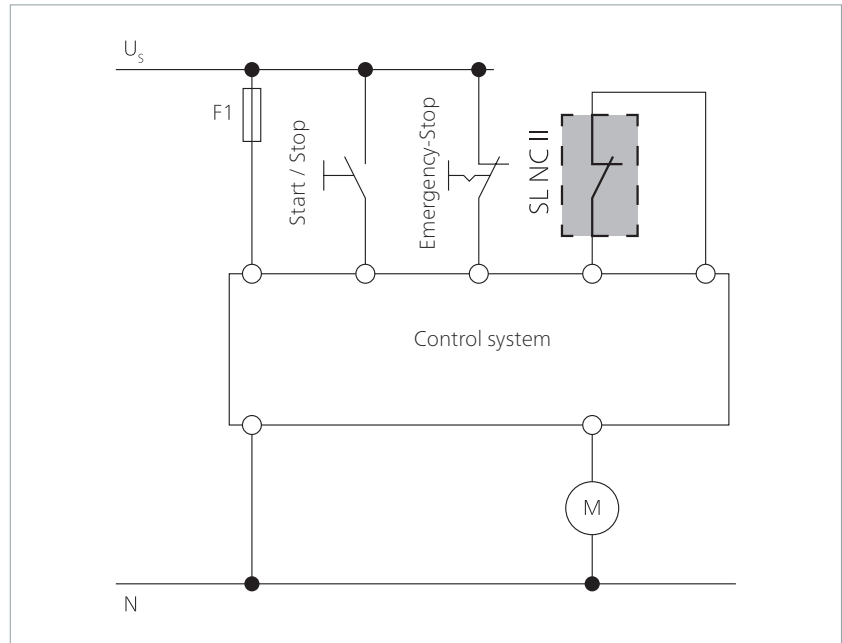 U_S
F1
Start / Stop
Emergency-Stop
SL NC II
Control system
M
N